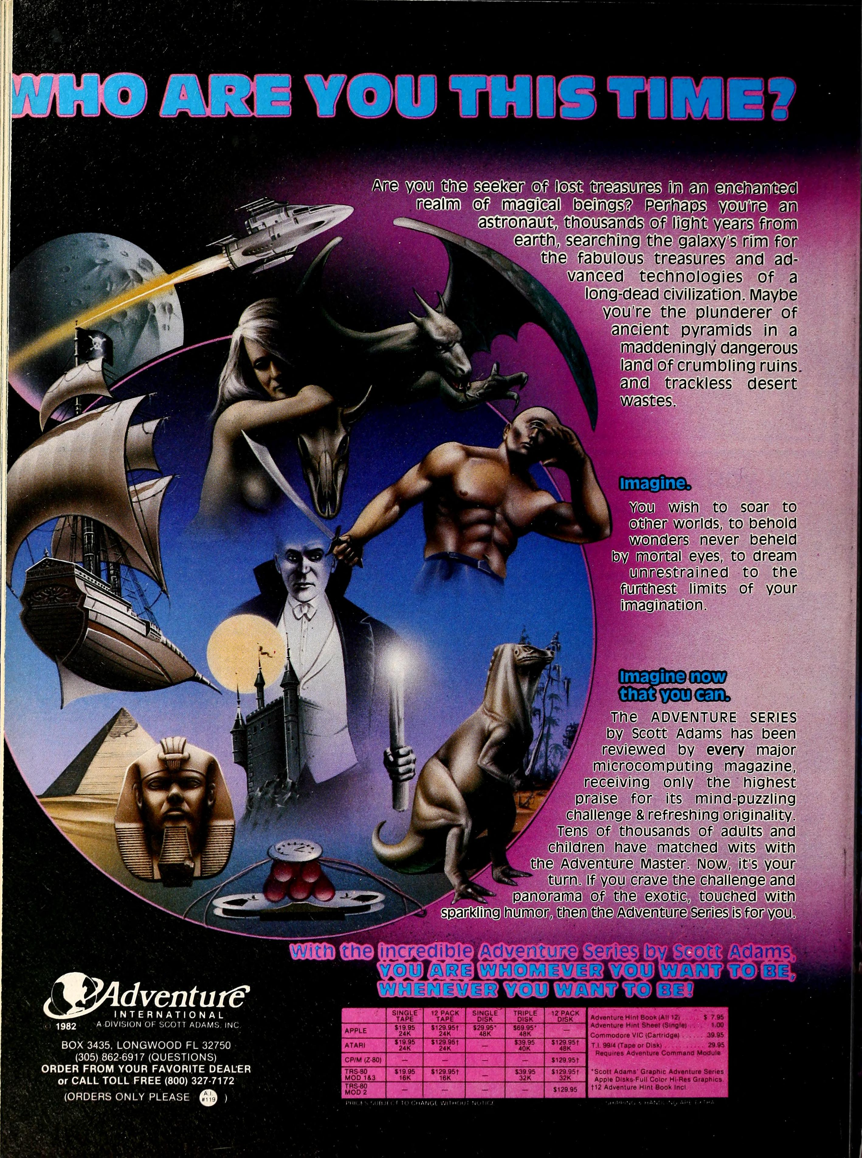 WHO ARE YOU THIS TIME?
Are you the seeker of lost treasures in an enchanted
realm of magical beings? Perhaps you're an
astronaut, thousands of light years from
earth, searching the galaxy's rim for
the fabulous treasures and ad-
vanced technologies of a
long-dead civilization. Maybe
you're the plunderer of
ancient pyramids in a
maddeningly dangerous
land of crumbling ruins
and trackless desert
wastes.
Imagine.
You wish to soar to
other worlds, to behold
wonders never beheld
by mortal eyes, to dream
unrestrained to the
furthest limits of your
imagination.
Imagine now
that you can.
The ADVENTURE SERIES
by Scott Adams has been
reviewed by every major
microcomputing magazine,
receiving only the highest
praise for its mind-puzzling
challenge & refreshing originality.
Tens of thousands of adults and
children have matched wits with
the Adventure Master. Now, it's your
turn. If you crave the challenge and
panorama of the exotic, touched with
sparkling humor, then the Adventure Series is for you.
With the incredible Adventure Series by Scott Adams,
YOU ARE WHOMEVER YOU WANT TO BE,
WHENEVER YOU WANT TO BE!
Adventure
INTERNATIONAL
1982 A DIVISION OF SCOTT ADAMS, INC.
BOX 3435, LONGWOOD FL 32750
(305) 862-6917 (QUESTIONS)
ORDER FROM YOUR FAVORITE DEALER
or CALL TOLL FREE (800) 327-7172
(ORDERS ONLY PLEASE A.I. #119 )
SINGLE TAPE 12 PACK TAPE SINGLE DISK TRIPLE DISK 12 PACK DISK
APPLE $19.95 24K $129.95† 24K $29.95* 48K $69.95* 48K —
ATARI $19.95 24K $129.95† 24K — $39.95 40K $129.95† 48K
CP/M (Z-80) — — — — $129.95†
TRS-80 MOD 1&3 $19.95 16K $129.95† 16K — $39.95 32K $129.95† 32K
TRS-80 MOD 2 — — — — $129.95
PRICES SUBJECT TO CHANGE WITHOUT NOTICE
Adventure Hint Book (All 12) $ 7.95
Adventure Hint Sheet (Single) 1.00
Commodore VIC (Cartridge) 39.95
T.I. 99/4 (Tape or Disk) 29.95
Requires Adventure Command Module
*Scott Adams' Graphic Adventure Series
Apple Disks-Full Color Hi-Res Graphics.
†12 Adventure Hint Book Incl.
SHIPPING & HANDLING ARE EXTRA